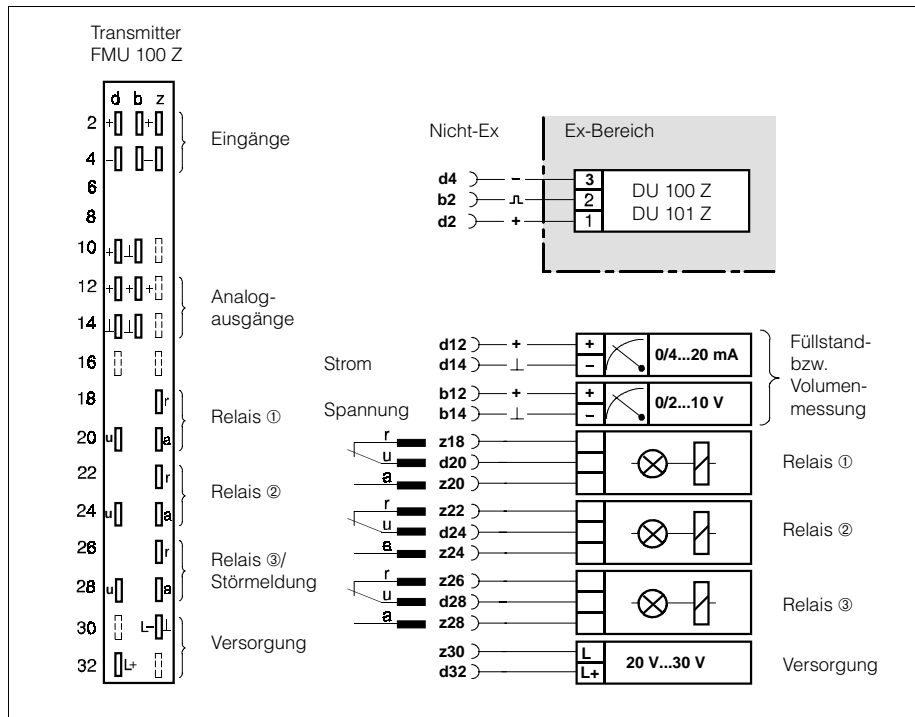 Transmitter
FMU 100 Z
d b z
2 + +
Eingänge
4 – –
6
8
10 + ⊥
12 + + +
Analog-
ausgänge
14 ⊥ ⊥
16
18 r
Relais ①
20 u a
22 r
Relais ②
24 u a
26 r
Relais ③/
Störmeldung
28 u a
30 L– ⊥
Versorgung
32 L+
Nicht-Ex
Ex-Bereich
d4 – 3
b2 ⎍ 2
d2 + 1
DU 100 Z
DU 101 Z
Strom
d12 + +
d14 ⊥ –
0/4...20 mA
Spannung
b12 + +
b14 ⊥ –
0/2...10 V
Füllstand-
bzw.
Volumen-
messung
r z18
u d20
a z20
Relais ①
r z22
u d24
a z24
Relais ②
r z26
u d28
a z28
Relais ③
z30 L
d32 L+
20 V...30 V
Versorgung